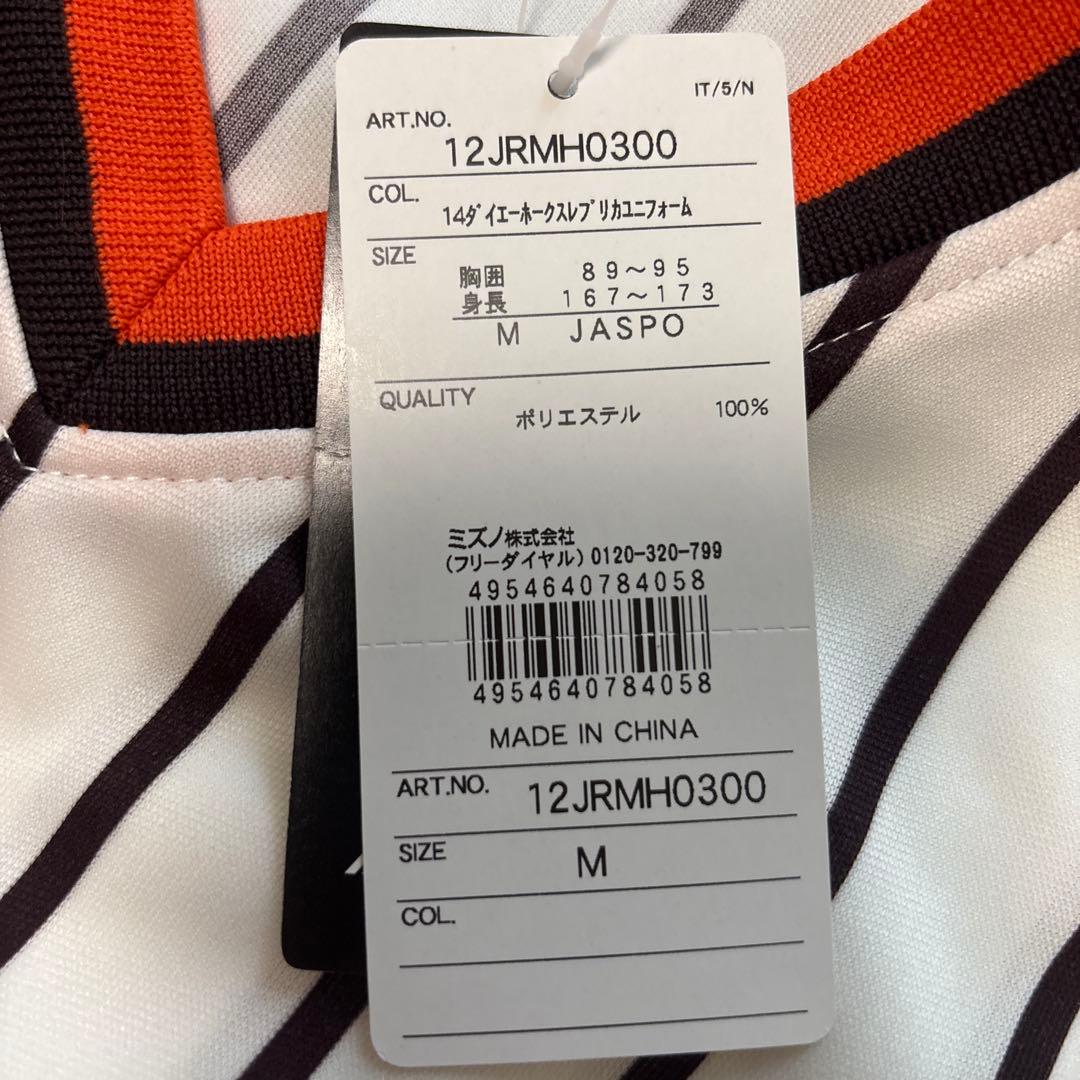 IT/5/N
ART.NO.
12JRMH0300
COL.
14ﾀﾞｲｴｰﾎｰｸｽﾚﾌﾟﾘｶﾕﾆﾌｫｰﾑ
SIZE
胸囲 89～95
身長 167～173
M JASPO
QUALITY
ポリエステル 100%
ミズノ株式会社
(フリーダイヤル) 0120-320-799
4954640784058
4954640784058
MADE IN CHINA
ART.NO. 12JRMH0300
SIZE M
COL.